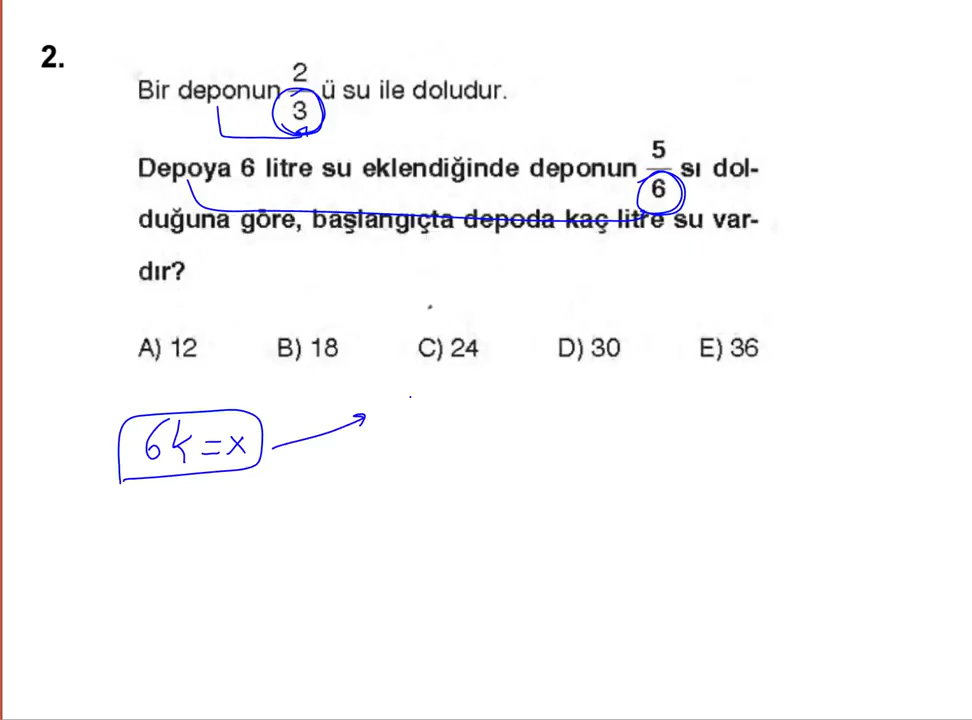 2.
Bir deponun 2/3 ü su ile doludur.
Depoya 6 litre su eklendiğinde deponun 5/6 sı dol-
duğuna göre, başlangıçta depoda kaç litre su var-
dır?
A) 12 B) 18 C) 24 D) 30 E) 36
6k = x